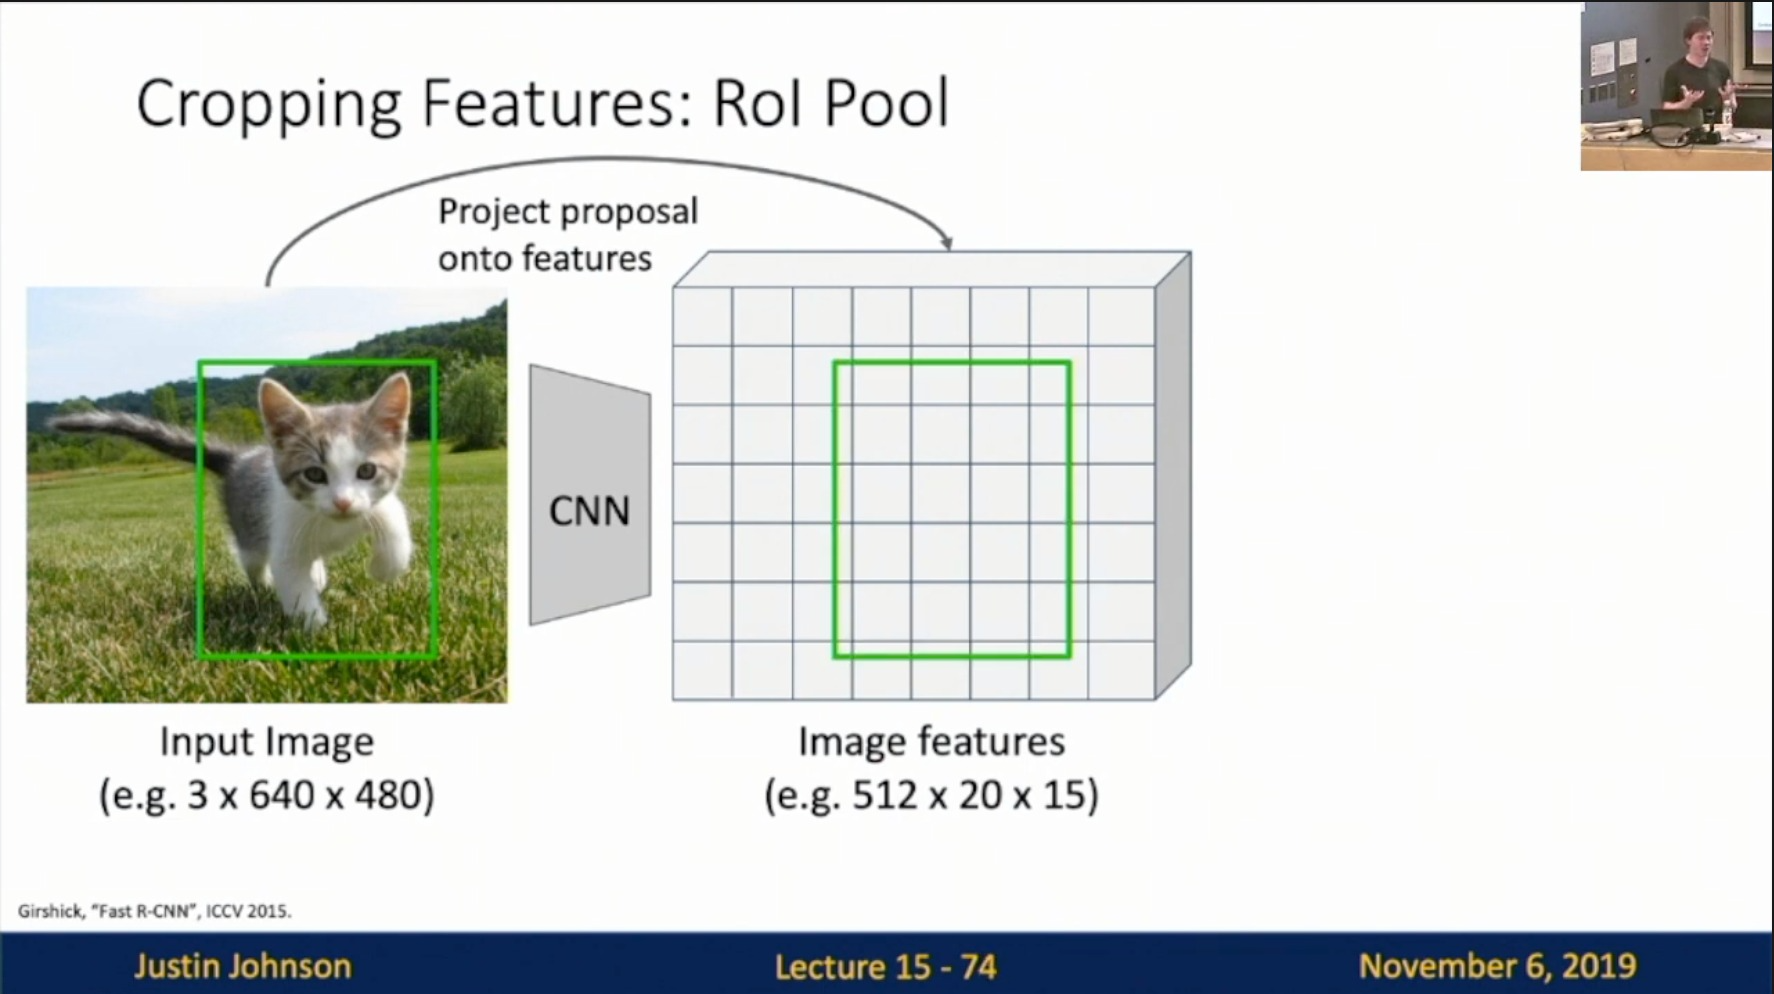 Cropping Features: RoI Pool
Project proposal
onto features
CNN
Input Image
(e.g. 3 x 640 x 480)
Image features
(e.g. 512 x 20 x 15)
Girshick, “Fast R-CNN”, ICCV 2015.
Justin Johnson
Lecture 15 - 74
November 6, 2019